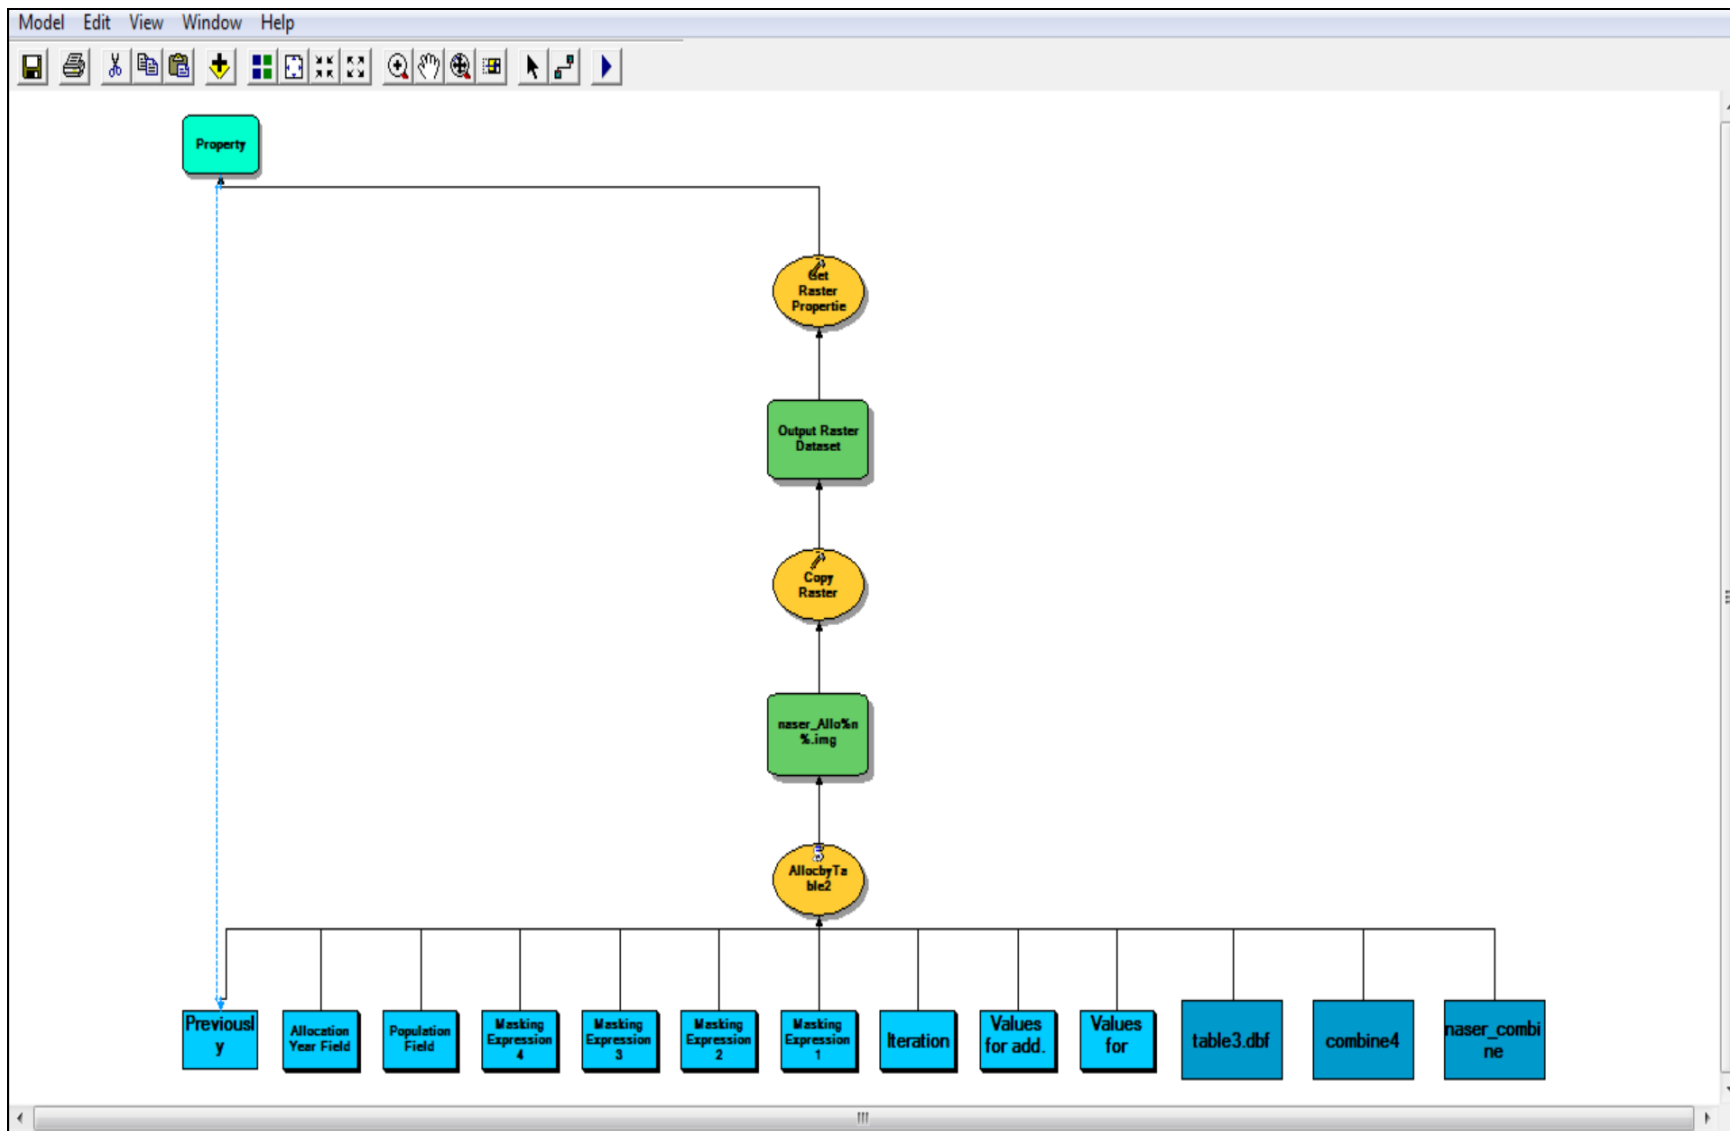 Model Edit View Window Help
Property
Get
Raster
Propertie
Output Raster
Dataset
Copy
Raster
naser_Allo%n
%.img
AllocbyTa
ble2
Previousl
y
Allocation
Year Field
Population
Field
Masking
Expression
4
Masking
Expression
3
Masking
Expression
2
Masking
Expression
1
Iteration
Values
for add.
Values
for
table3.dbf
combine4
naser_combi
ne